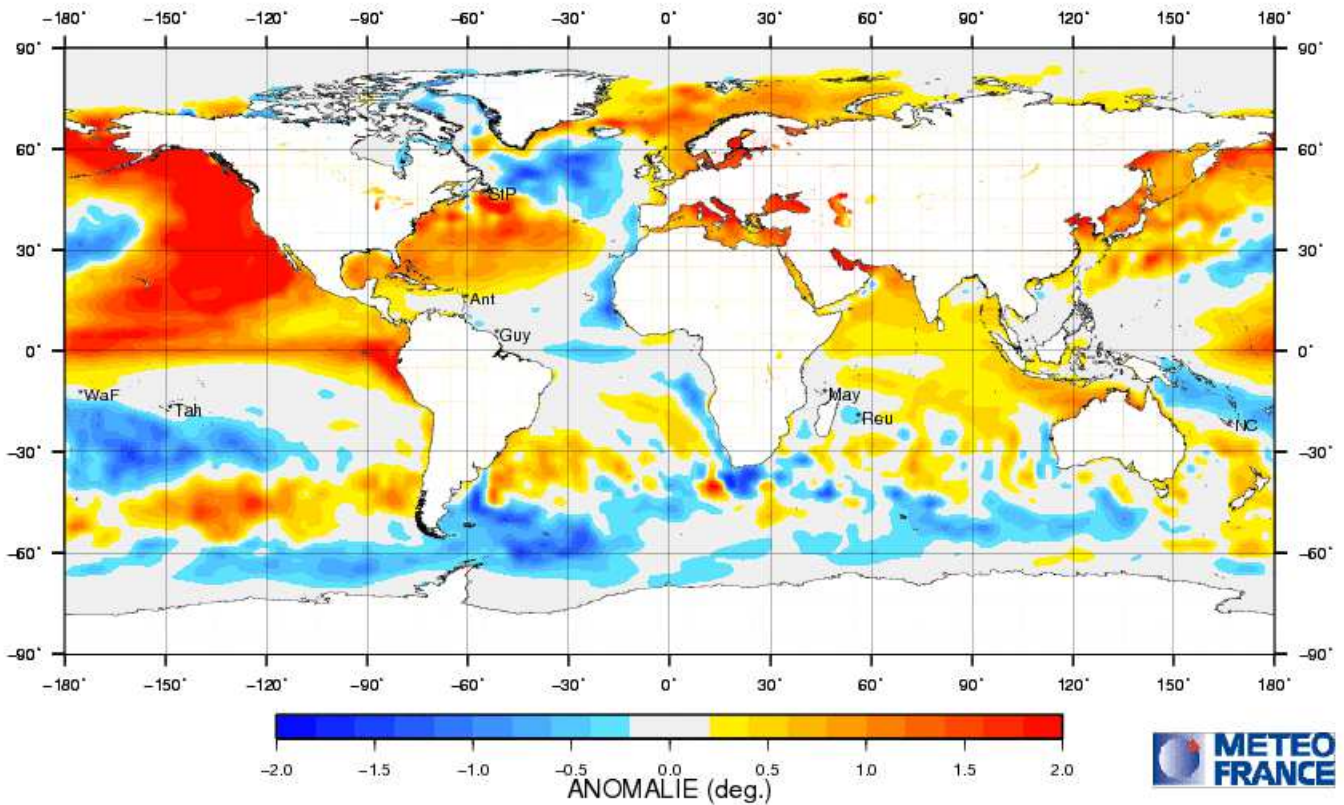 −180° −150° −120° −90° −60° −30° 0° 30° 60° 90° 120° 150° 180°
90° 90°
60° 60°
StP
30° 30°
Ant
Guy
0° 0°
WaF May
Tah Reu
NC
−30° −30°
−60° −60°
−90° −90°
−180° −150° −120° −90° −60° −30° 0° 30° 60° 90° 120° 150° 180°
−2.0 −1.5 −1.0 −0.5 0.0 0.5 1.0 1.5 2.0
ANOMALIE (deg.)
METEO
FRANCE